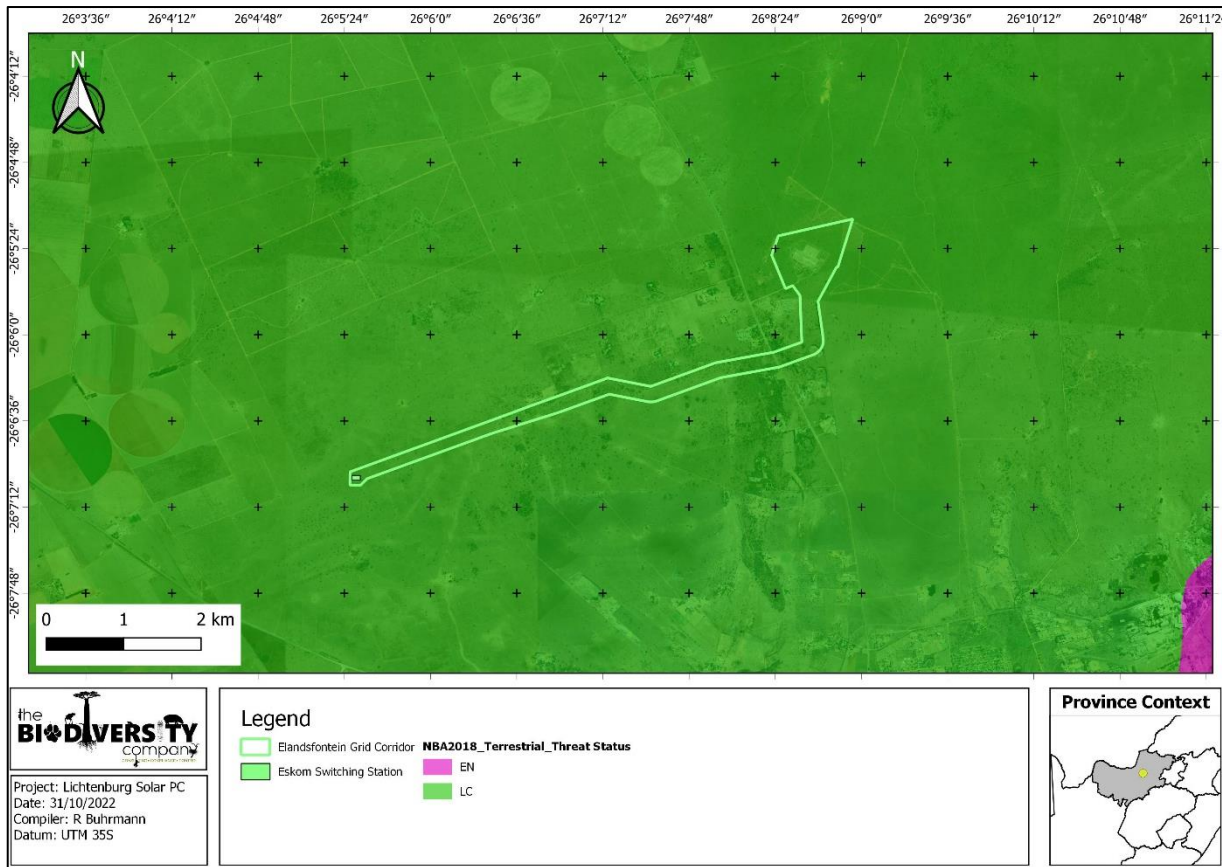 26°3'36" 26°4'12" 26°4'48" 26°5'24" 26°6'0" 26°6'36" 26°7'12" 26°7'48" 26°8'24" 26°9'0" 26°9'36" 26°10'12" 26°10'48" 26°11'24
-26°4'12"
-26°4'48"
-26°5'24"
-26°6'0"
-26°6'36"
-26°7'12"
-26°7'48"
N
0 1 2 km
the
BIODIVERSITY
company
Project: Lichtenburg Solar PC
Date: 31/10/2022
Compiler: R Buhrmann
Datum: UTM 35S
Legend
Elandsfontein Grid Corridor
Eskom Switching Station
NBA2018_Terrestrial_Threat Status
EN
LC
Province Context